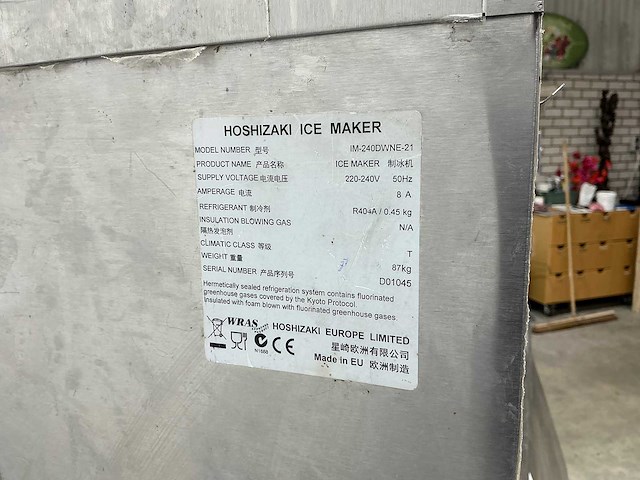 HOSHIZAKI ICE MAKER
MODEL NUMBER 型号 IM-240DWNE-21
PRODUCT NAME 产品名称 ICE MAKER 制冰机
SUPPLY VOLTAGE 电流电压 220-240V 50Hz
AMPERAGE 电流 8 A
REFRIGERANT 制冷剂 R404A / 0.45 kg
INSULATION BLOWING GAS N/A
隔热发泡剂
CLIMATIC CLASS 等级 T
WEIGHT 重量 87kg
SERIAL NUMBER 产品序列号 D01045
Hermetically sealed refrigeration system contains fluorinated
greenhouse gases covered by the Kyoto Protocol.
Insulated with foam blown with fluorinated greenhouse gases
WRAS HOSHIZAKI EUROPE LIMITED
N1568 CE 星崎欧洲有限公司
Made in EU 欧洲制造